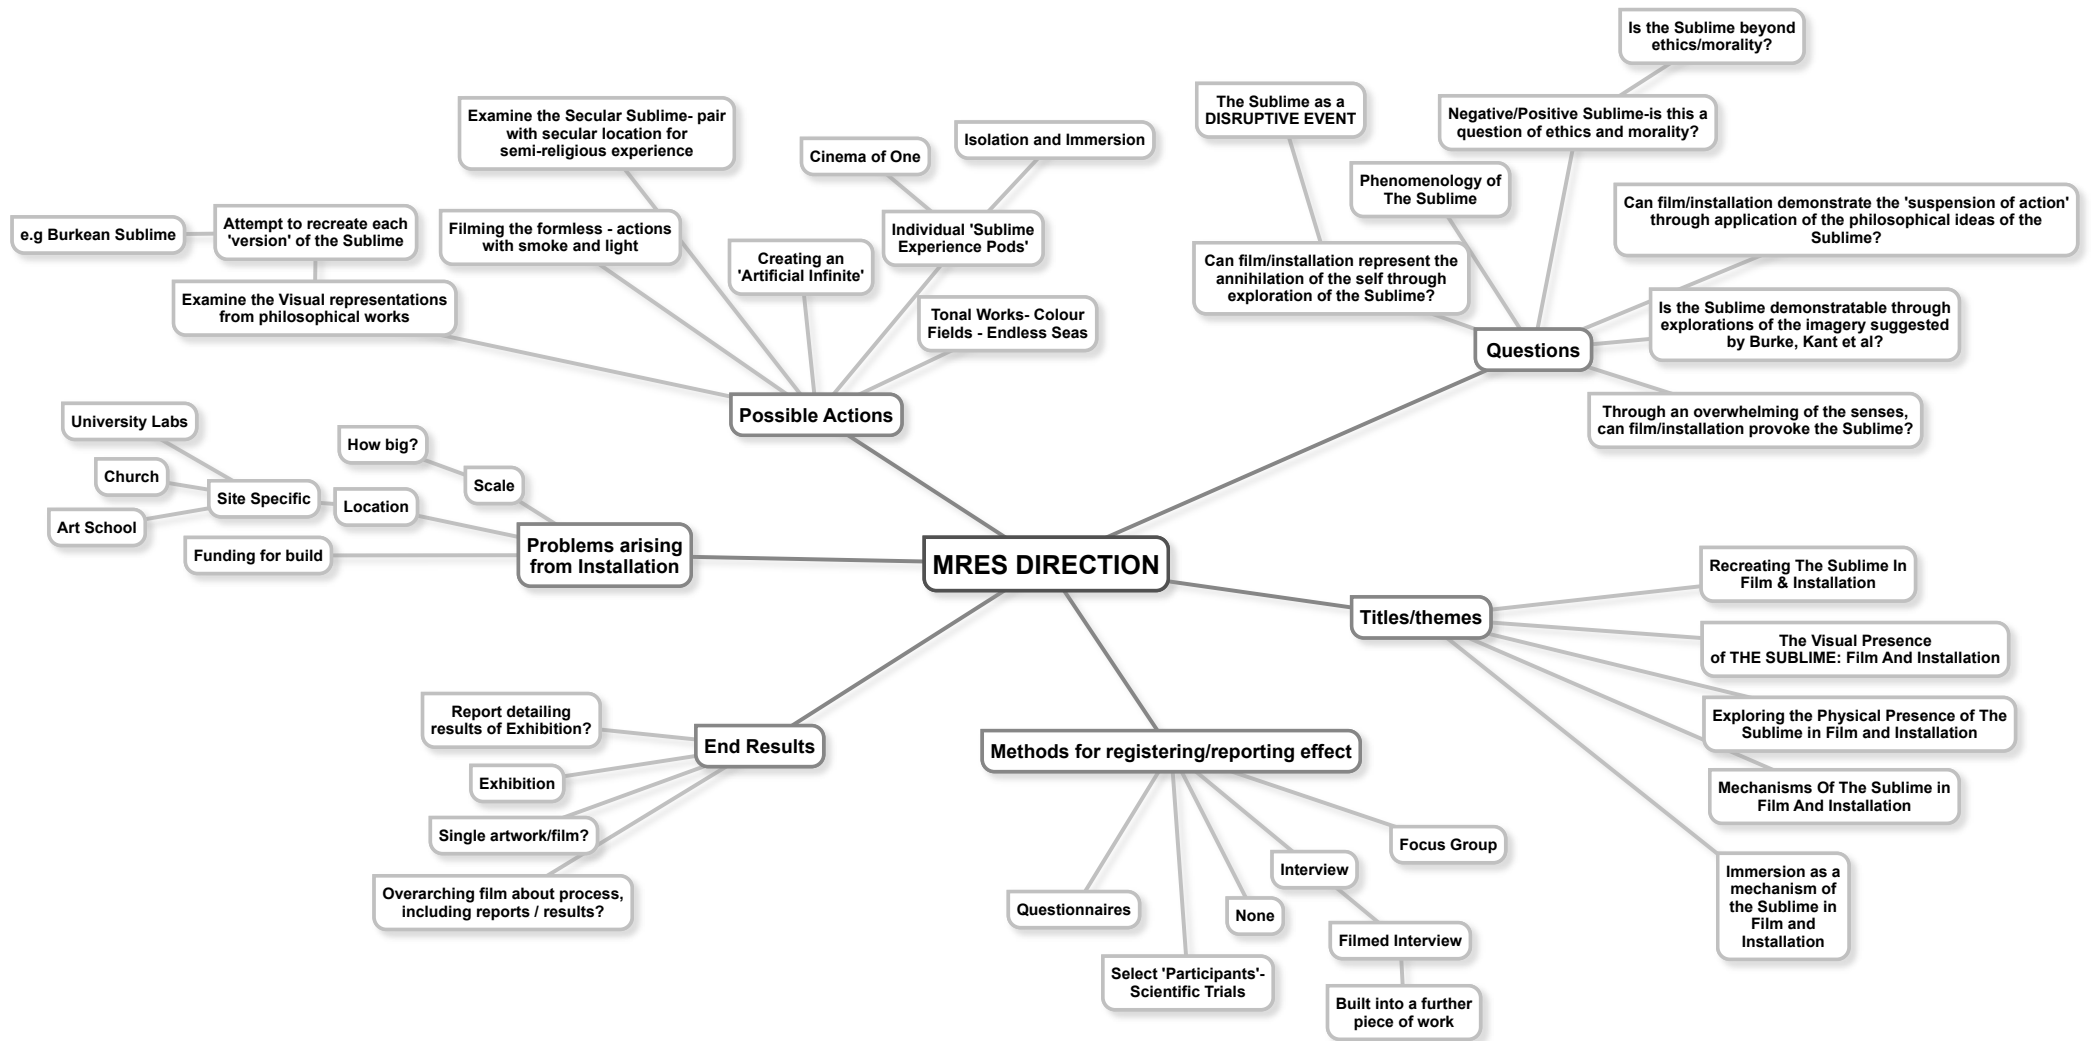 Is the Sublime beyond
ethics/morality?
The Sublime as a
DISRUPTIVE EVENT
Negative/Positive Sublime-is this a
question of ethics and morality?
Phenomenology of
The Sublime
Can film/installation demonstrate the 'suspension of action'
through application of the philosophical ideas of the
Sublime?
Can film/installation represent the
annihilation of the self through
exploration of the Sublime?
Is the Sublime demonstratable through
explorations of the imagery suggested
by Burke, Kant et al?
Questions
Through an overwhelming of the senses,
can film/installation provoke the Sublime?
Examine the Secular Sublime- pair
with secular location for
semi-religious experience
Cinema of One
Isolation and Immersion
e.g Burkean Sublime
Attempt to recreate each
'version' of the Sublime
Filming the formless - actions
with smoke and light
Individual 'Sublime
Experience Pods'
Creating an
'Artificial Infinite'
Examine the Visual representations
from philosophical works
Tonal Works- Colour
Fields - Endless Seas
Possible Actions
University Labs
How big?
Church
Scale
Site Specific
Location
Art School
Funding for build
Problems arising
from Installation
MRES DIRECTION
Recreating The Sublime In
Film & Installation
Titles/themes
The Visual Presence
of THE SUBLIME: Film And Installation
Exploring the Physical Presence of The
Sublime in Film and Installation
Mechanisms Of The Sublime in
Film And Installation
Immersion as a
mechanism of
the Sublime in
Film and
Installation
Report detailing
results of Exhibition?
End Results
Exhibition
Single artwork/film?
Overarching film about process,
including reports / results?
Methods for registering/reporting effect
Focus Group
Interview
Questionnaires
None
Filmed Interview
Select 'Participants'-
Scientific Trials
Built into a further
piece of work